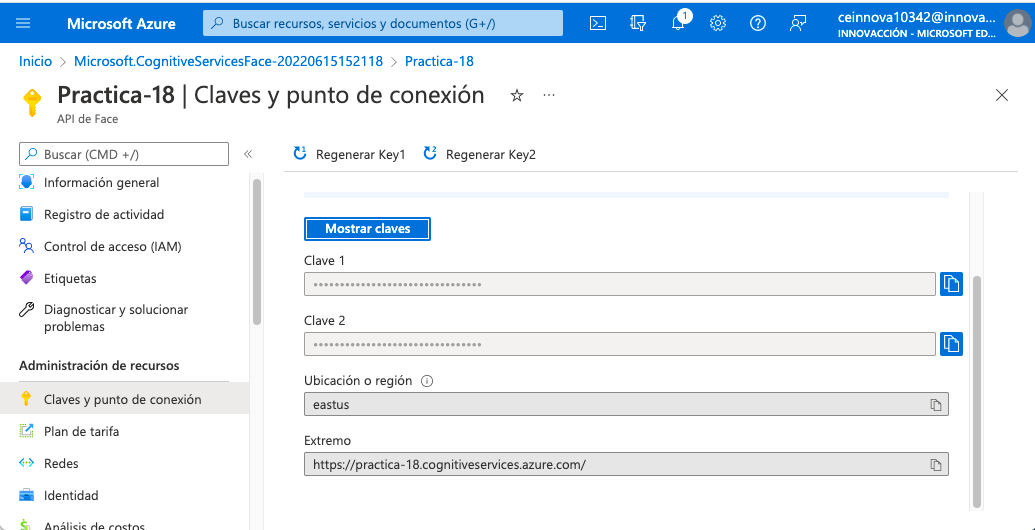 Microsoft Azure
Buscar recursos, servicios y documentos (G+/)
1
ceinnova10342@innova...
INNOVACCIÓN - MICROSOFT ED...
Inicio > Microsoft.CognitiveServicesFace-20220615152118 > Practica-18
Practica-18 | Claves y punto de conexión
API de Face
Buscar (CMD +/)
Regenerar Key1
Regenerar Key2
Información general
Registro de actividad
Control de acceso (IAM)
Etiquetas
Diagnosticar y solucionar
problemas
Administración de recursos
Claves y punto de conexión
Plan de tarifa
Redes
Identidad
Análisis de costos
Mostrar claves
Clave 1
••••••••••••••••••••••••••••••••
Clave 2
••••••••••••••••••••••••••••••••
Ubicación o región
eastus
Extremo
https://practica-18.cognitiveservices.azure.com/